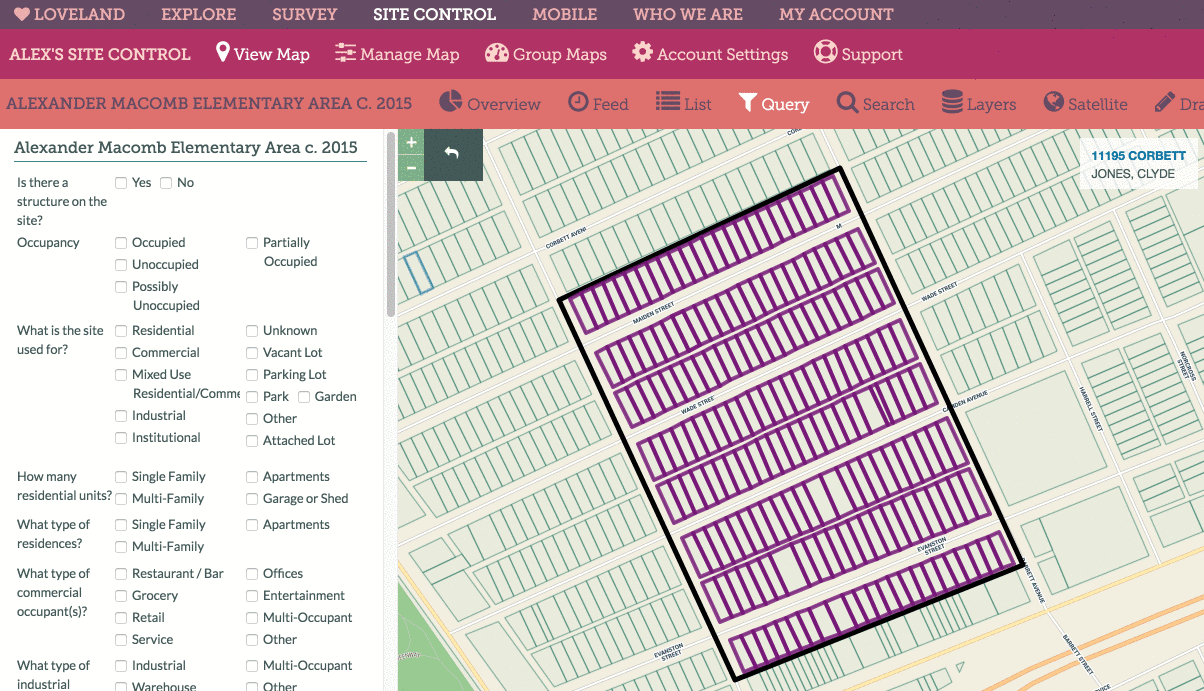 LOVELAND EXPLORE SURVEY SITE CONTROL MOBILE WHO WE ARE MY ACCOUNT
ALEX'S SITE CONTROL View Map Manage Map Group Maps Account Settings Support
ALEXANDER MACOMB ELEMENTARY AREA C. 2015 Overview Feed List Query Search Layers Satellite Dra
Alexander Macomb Elementary Area c. 2015
Is there a
structure on the
site?
Yes No
Occupancy
Occupied
Unoccupied
Possibly
Unoccupied
Partially
Occupied
What is the site
used for?
Residential
Commercial
Mixed Use
Residential/Comme
Industrial
Institutional
Unknown
Vacant Lot
Parking Lot
Park Garden
Other
Attached Lot
How many
residential units?
Single Family
Multi-Family
Apartments
Garage or Shed
What type of
residences?
Single Family
Multi-Family
Apartments
What type of
commercial
occupant(s)?
Restaurant / Bar
Grocery
Retail
Service
Offices
Entertainment
Multi-Occupant
Other
What type of
industrial
Industrial
Warehouse
Multi-Occupant
Other
+
-
11195 CORBETT
JONES, CLYDE
COR
CORBETT AVENU
M
MAIDEN STREET
WADE STREET
WADE STREE
CAMDEN AVENUE
HARRELL STREET
NORCROSS
STREET
EVANSTON
STREET
BARRETT AVENUE
EVANSTON
STREET
BARRETT STREET